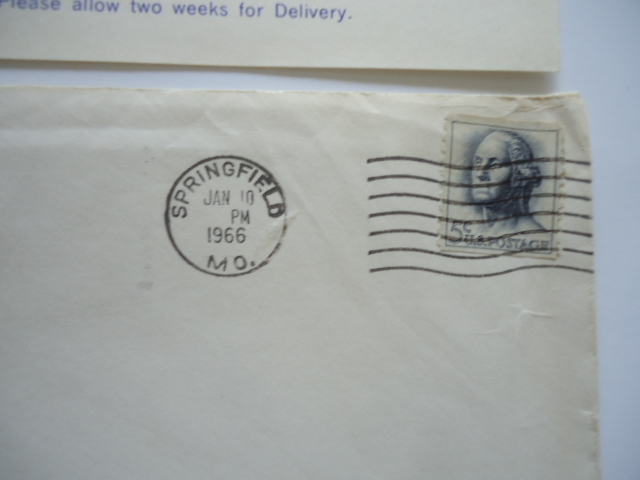 Please allow two weeks for Delivery.
SPRINGFIELD
JAN 10
PM
1966
MO.
5¢
U.S. POSTAGE